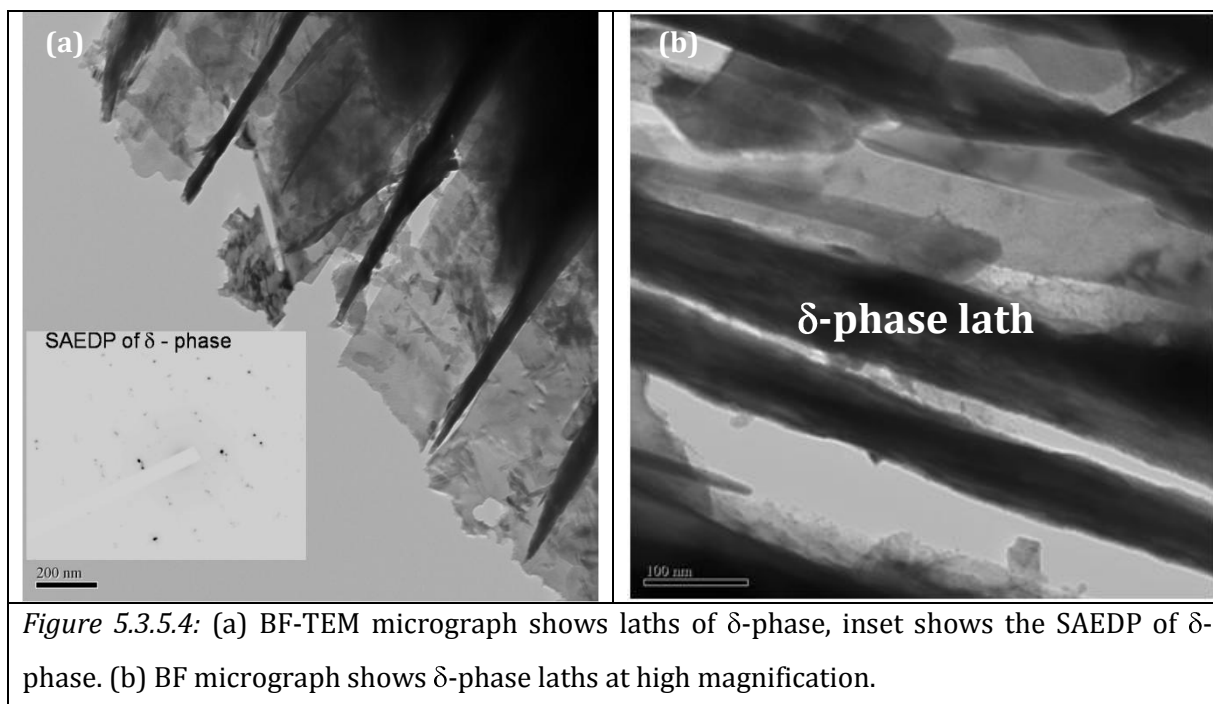 (a)
SAEDP of δ - phase
200 nm
(b)
δ-phase lath
100 nm
Figure 5.3.5.4: (a) BF-TEM micrograph shows laths of δ-phase, inset shows the SAEDP of δ-
phase. (b) BF micrograph shows δ-phase laths at high magnification.